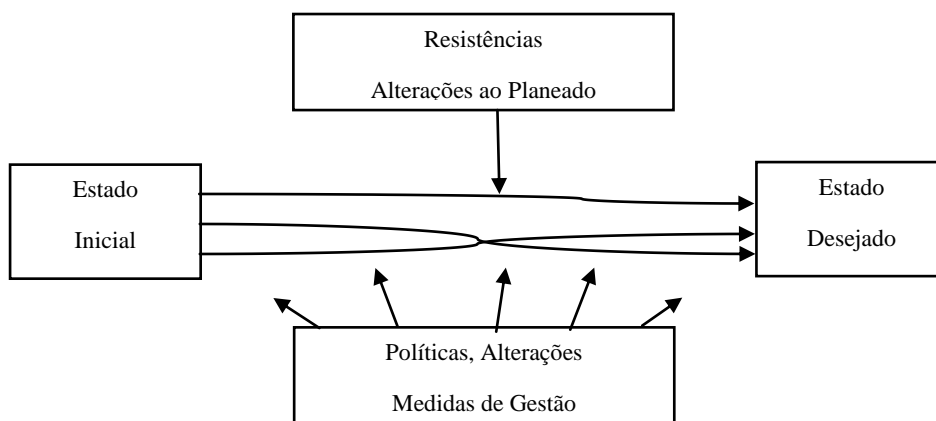 Resistências
Alterações ao Planeado
Estado
Inicial
Estado
Desejado
Políticas, Alterações
Medidas de Gestão